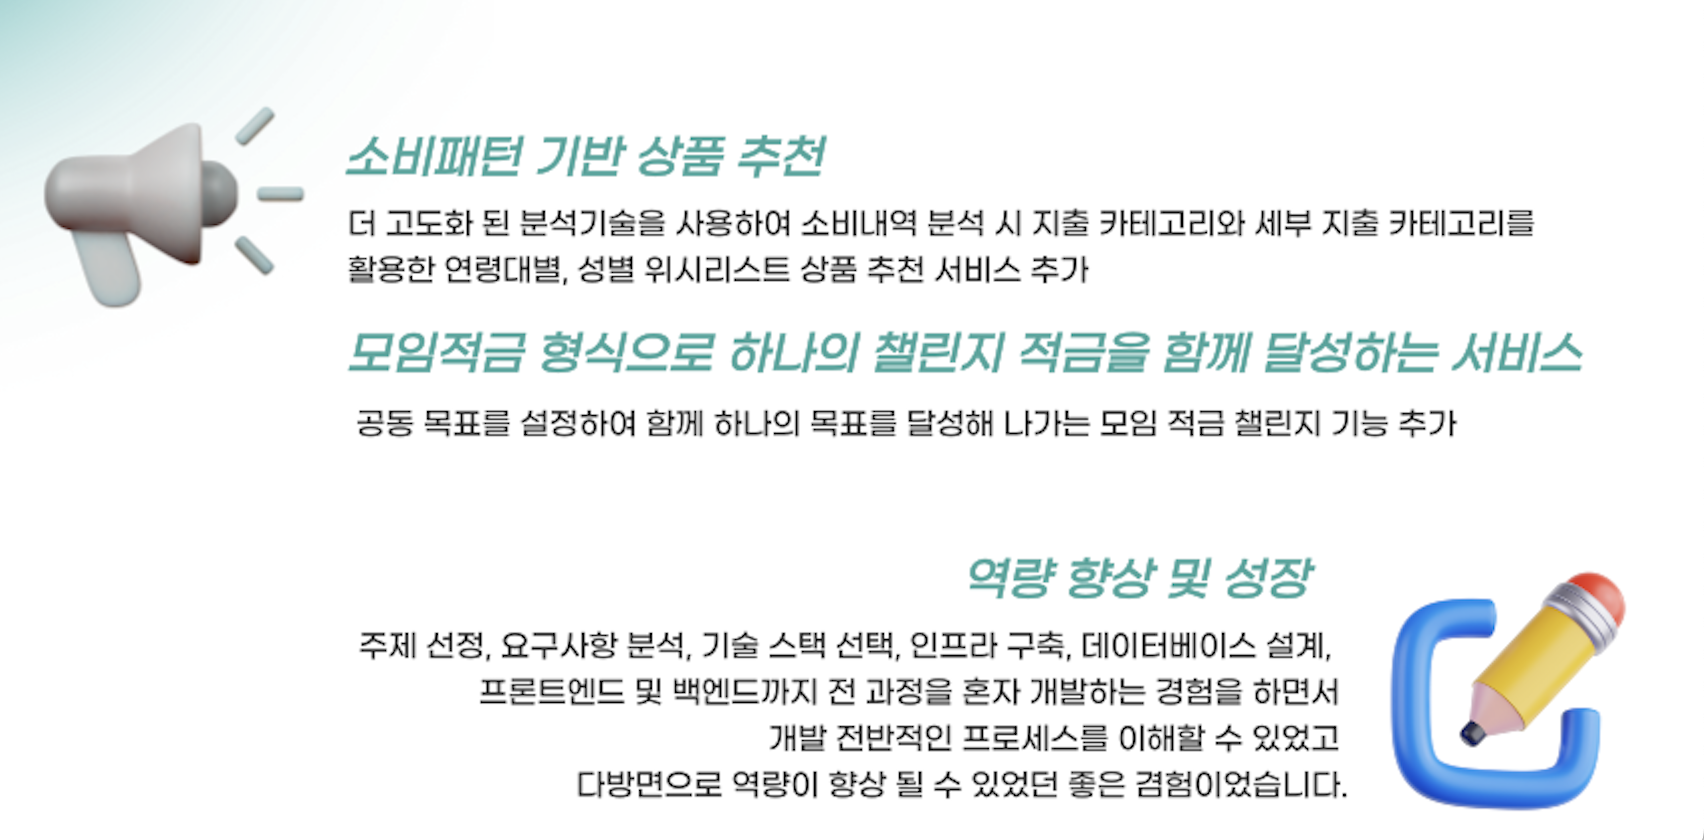 소비패턴 기반 상품 추천
더 고도화 된 분석기술을 사용하여 소비내역 분석 시 지출 카테고리와 세부 지출 카테고리를
활용한 연령대별, 성별 위시리스트 상품 추천 서비스 추가
모임적금 형식으로 하나의 챌린지 적금을 함께 달성하는 서비스
공동 목표를 설정하여 함께 하나의 목표를 달성해 나가는 모임 적금 챌린지 기능 추가
역량 향상 및 성장
주제 선정, 요구사항 분석, 기술 스택 선택, 인프라 구축, 데이터베이스 설계,
프론트엔드 및 백엔드까지 전 과정을 혼자 개발하는 경험을 하면서
개발 전반적인 프로세스를 이해할 수 있었고
다방면으로 역량이 향상 될 수 있었던 좋은 겸험이었습니다.